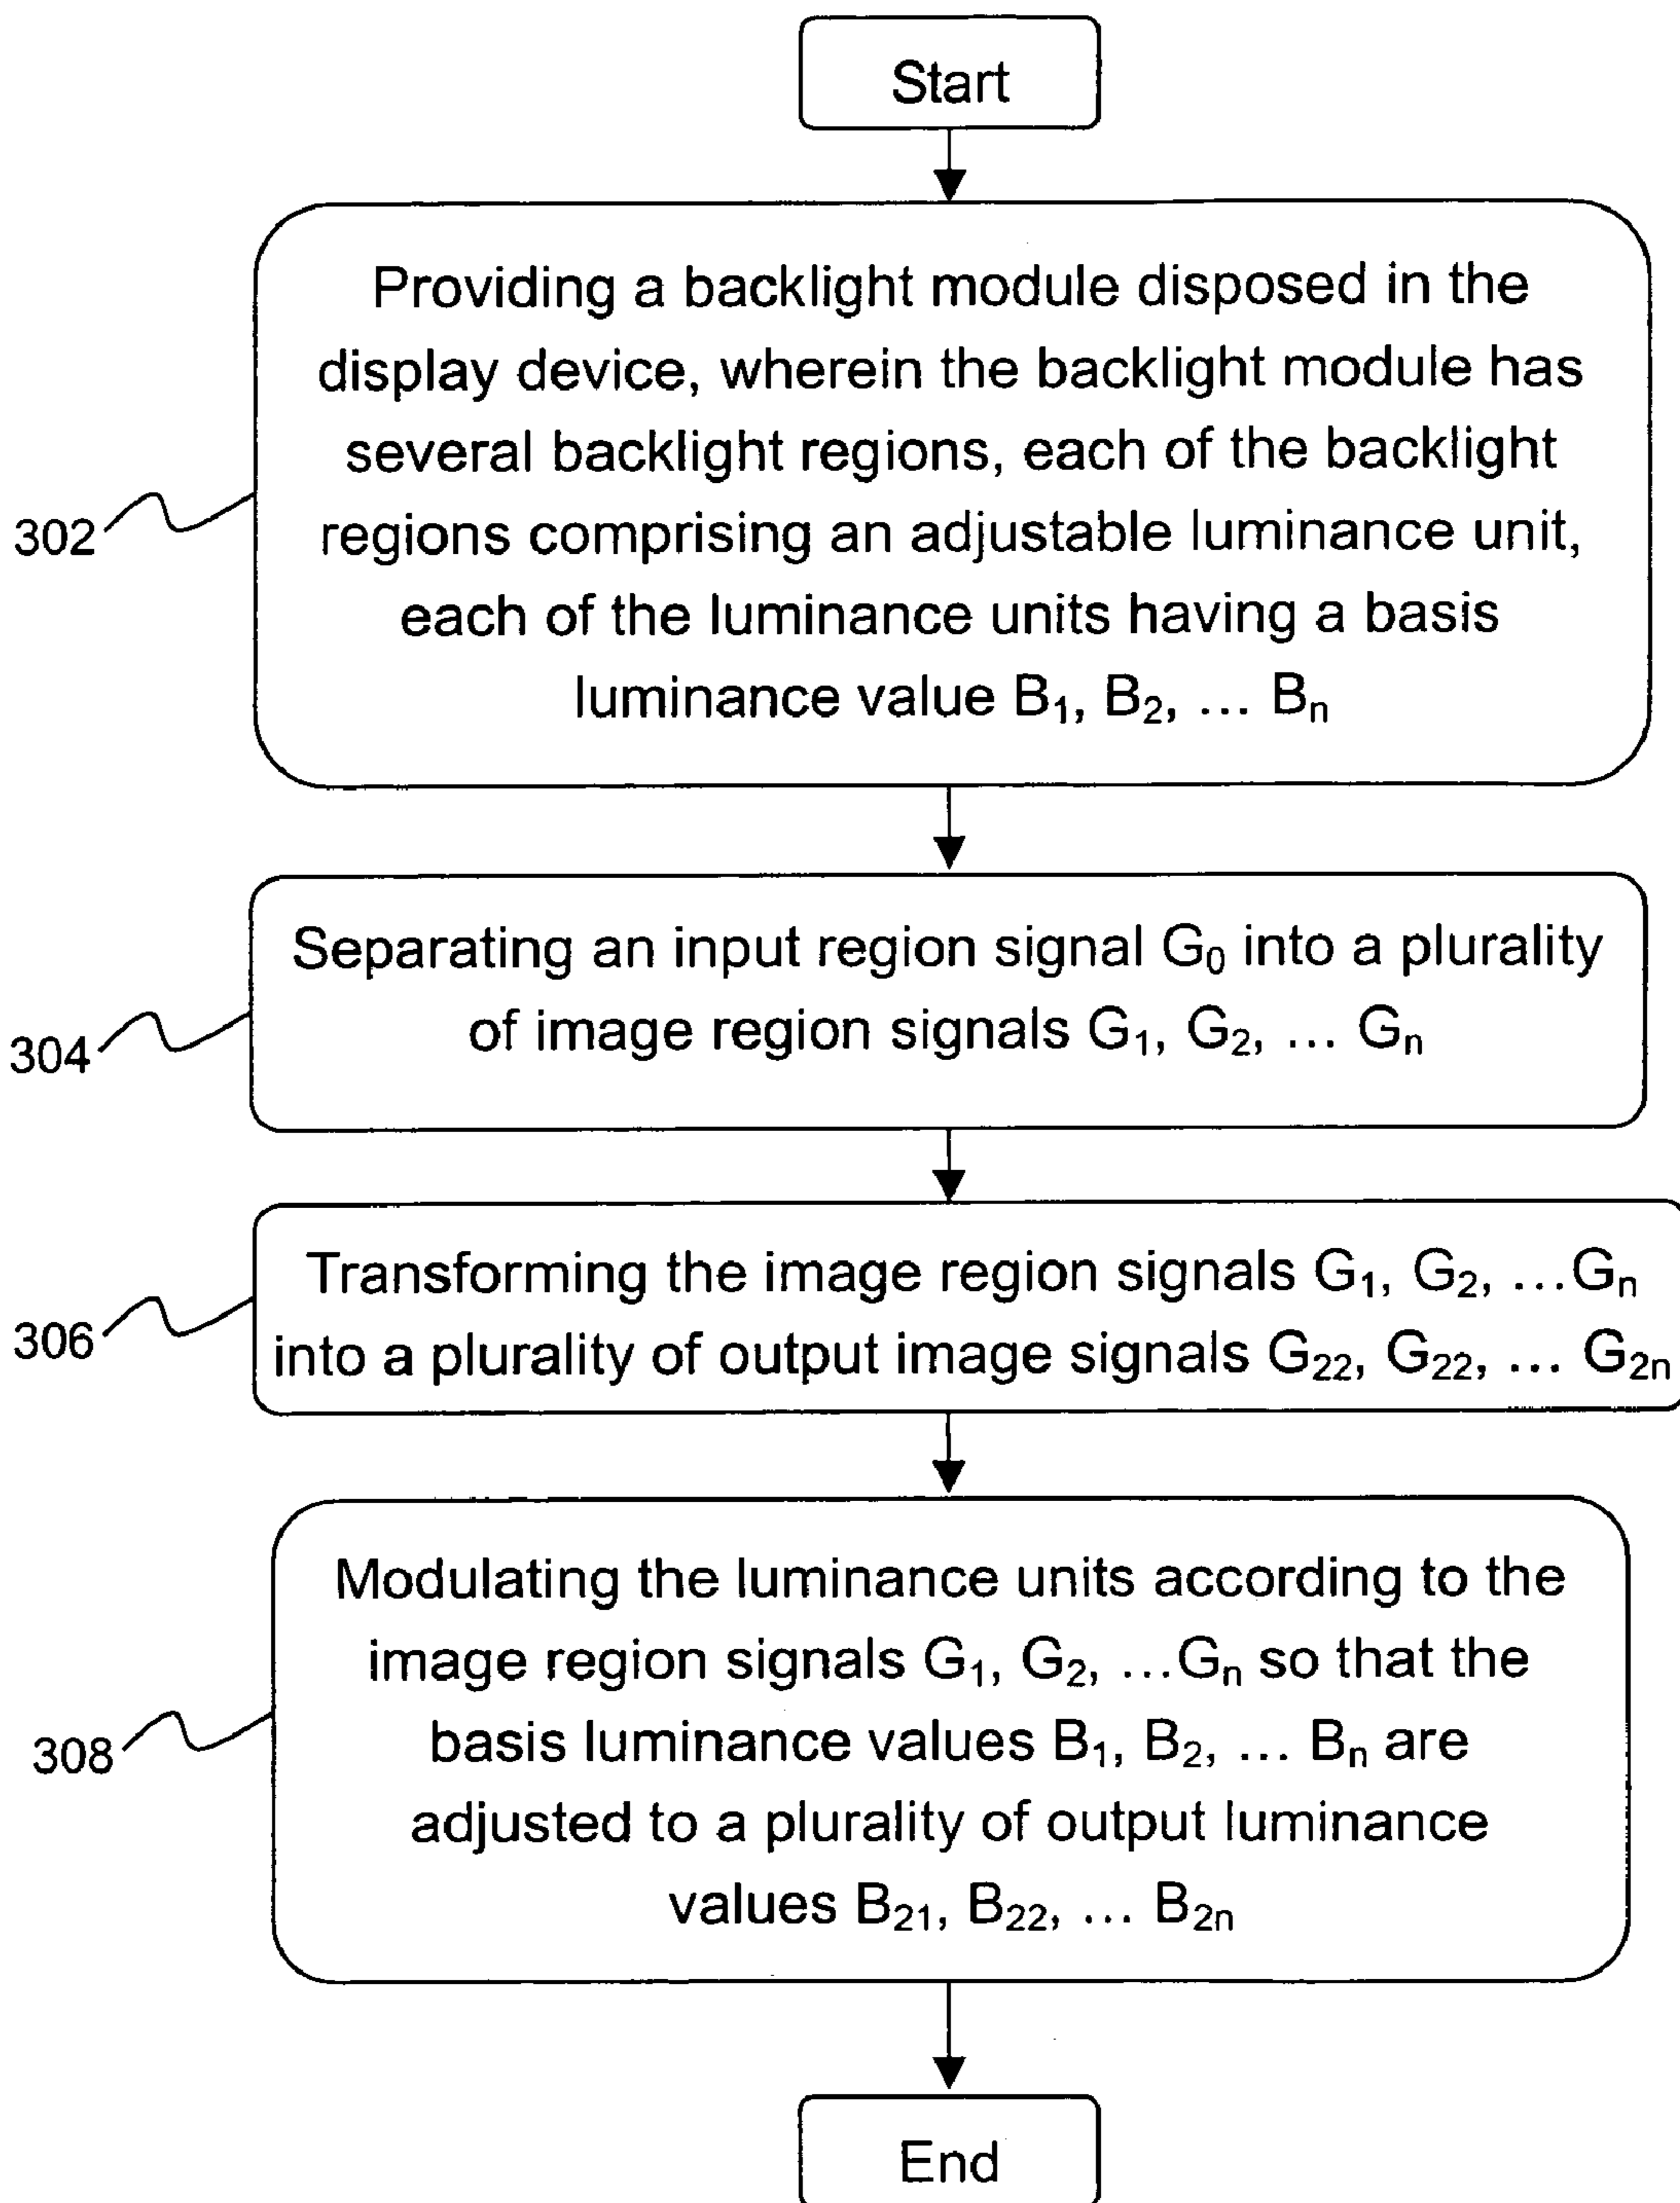 Start
Providing a backlight module disposed in the
display device, wherein the backlight module has
several backlight regions, each of the backlight
regions comprising an adjustable luminance unit,
each of the luminance units having a basis
luminance value B₁, B₂, … Bₙ
302
Separating an input region signal G₀ into a plurality
of image region signals G₁, G₂, … Gₙ
304
Transforming the image region signals G₁, G₂, …Gₙ
into a plurality of output image signals G₂₂, G₂₂, … G₂ₙ
306
Modulating the luminance units according to the
image region signals G₁, G₂, …Gₙ so that the
basis luminance values B₁, B₂, … Bₙ are
adjusted to a plurality of output luminance
values B₂₁, B₂₂, … B₂ₙ
308
End